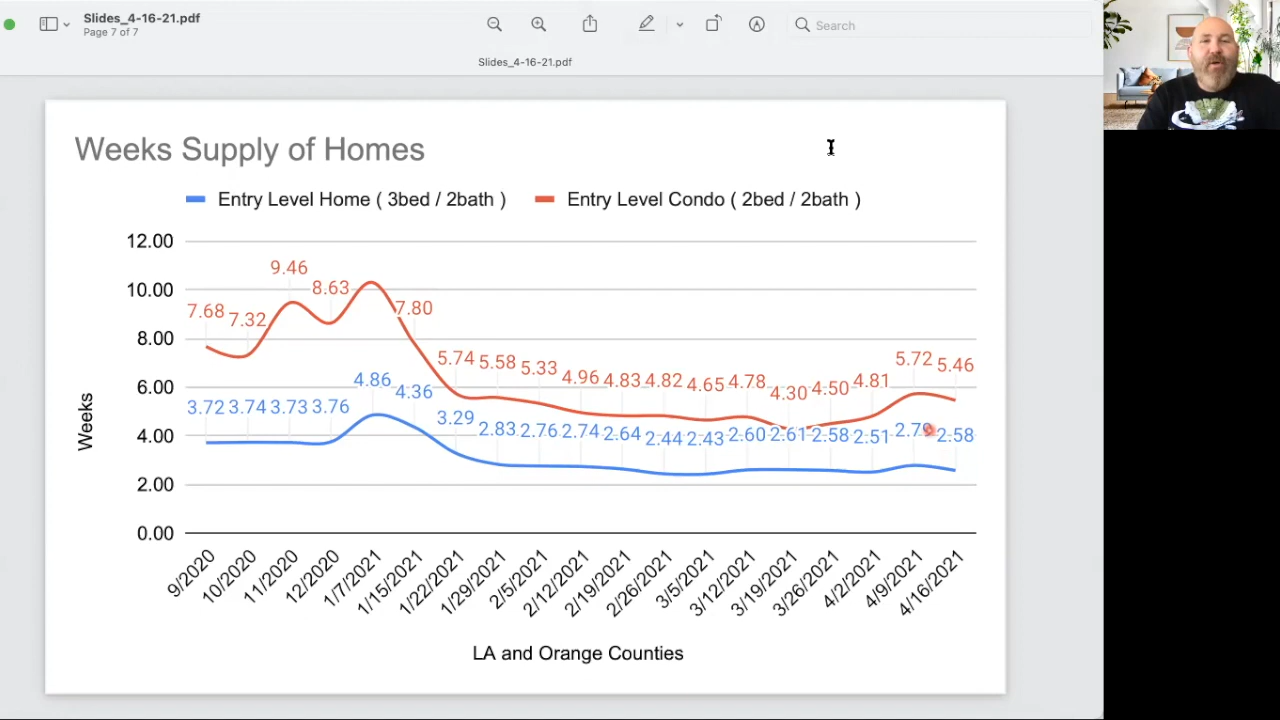 Slides_4-16-21.pdf
Page 7 of 7
Search
Slides_4-16-21.pdf
Weeks Supply of Homes
Entry Level Home ( 3bed / 2bath ) Entry Level Condo ( 2bed / 2bath )
Weeks
12.00
10.00
8.00
6.00
4.00
2.00
0.00
7.68 7.32 9.46 8.63 7.80 5.74 5.58 5.33 4.96 4.83 4.82 4.65 4.78 4.30 4.50 4.81 5.72 5.46
3.72 3.74 3.73 3.76 4.86 4.36 3.29 2.83 2.76 2.74 2.64 2.44 2.43 2.60 2.61 2.58 2.51 2.58
9/2020 10/2020 11/2020 12/2020 1/7/2021 1/15/2021 1/22/2021 1/29/2021 2/5/2021 2/12/2021 2/19/2021 2/26/2021 3/5/2021 3/12/2021 3/19/2021 3/26/2021 4/2/2021 4/9/2021 4/16/2021
LA and Orange Counties